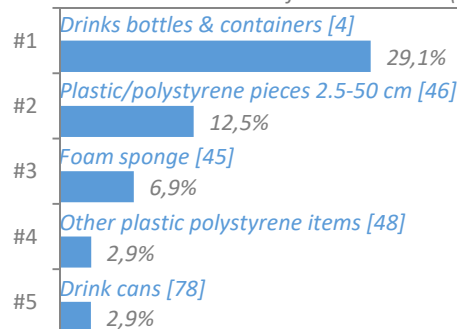 #1 Drinks bottles & containers [4]
29,1%
#2 Plastic/polystyrene pieces 2.5-50 cm [46]
12,5%
#3 Foam sponge [45]
6,9%
#4 Other plastic polystyrene items [48]
2,9%
#5 Drink cans [78]
2,9%